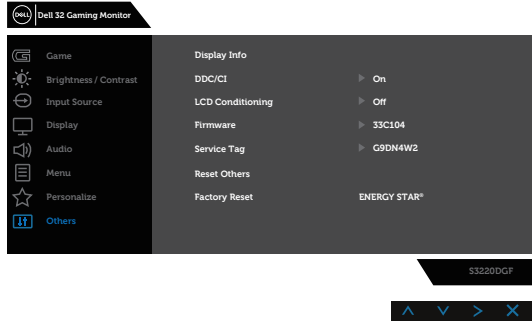 DELL Dell 32 Gaming Monitor
Game
Brightness / Contrast
Input Source
Display
Audio
Menu
Personalize
Others
Display Info
DDC/CI On
LCD Conditioning Off
Firmware 33C104
Service Tag G9DN4W2
Reset Others
Factory Reset ENERGY STAR®
S3220DGF